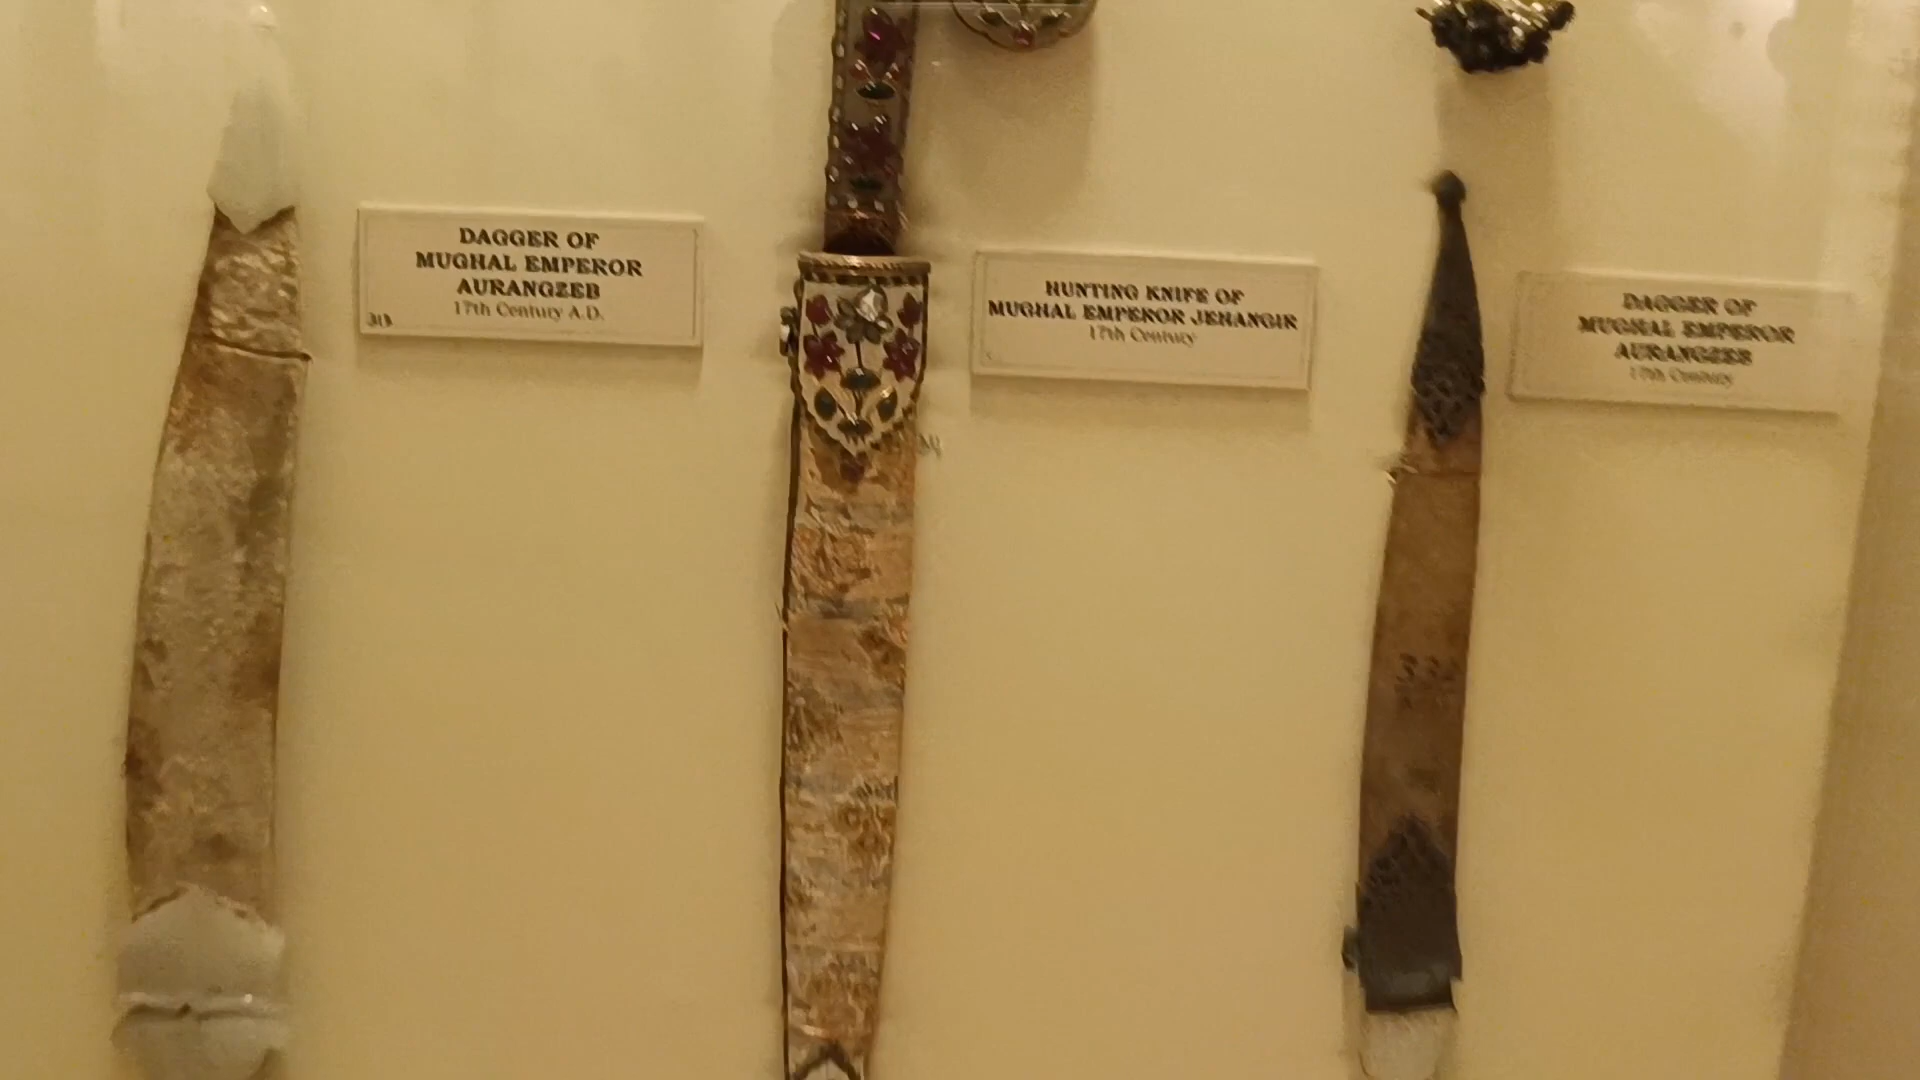 DAGGER OF
MUGHAL EMPEROR
AURANGZEB
17th Century A.D.
313
HUNTING KNIFE OF
MUGHAL EMPEROR JEHANGIR
17th Century
DAGGER OF
MUGHAL EMPEROR
AURANGZEB
17th Century